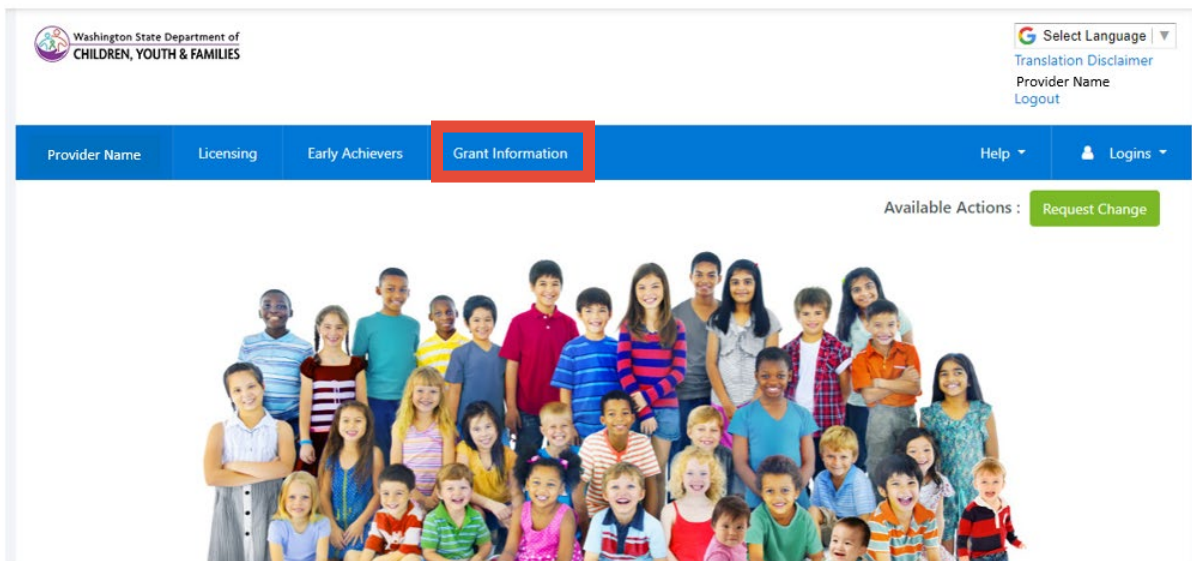 Washington State Department of
CHILDREN, YOUTH & FAMILIES
Select Language
Translation Disclaimer
Provider Name
Logout
Provider Name Licensing Early Achievers Grant Information Help Logins
Available Actions : Request Change